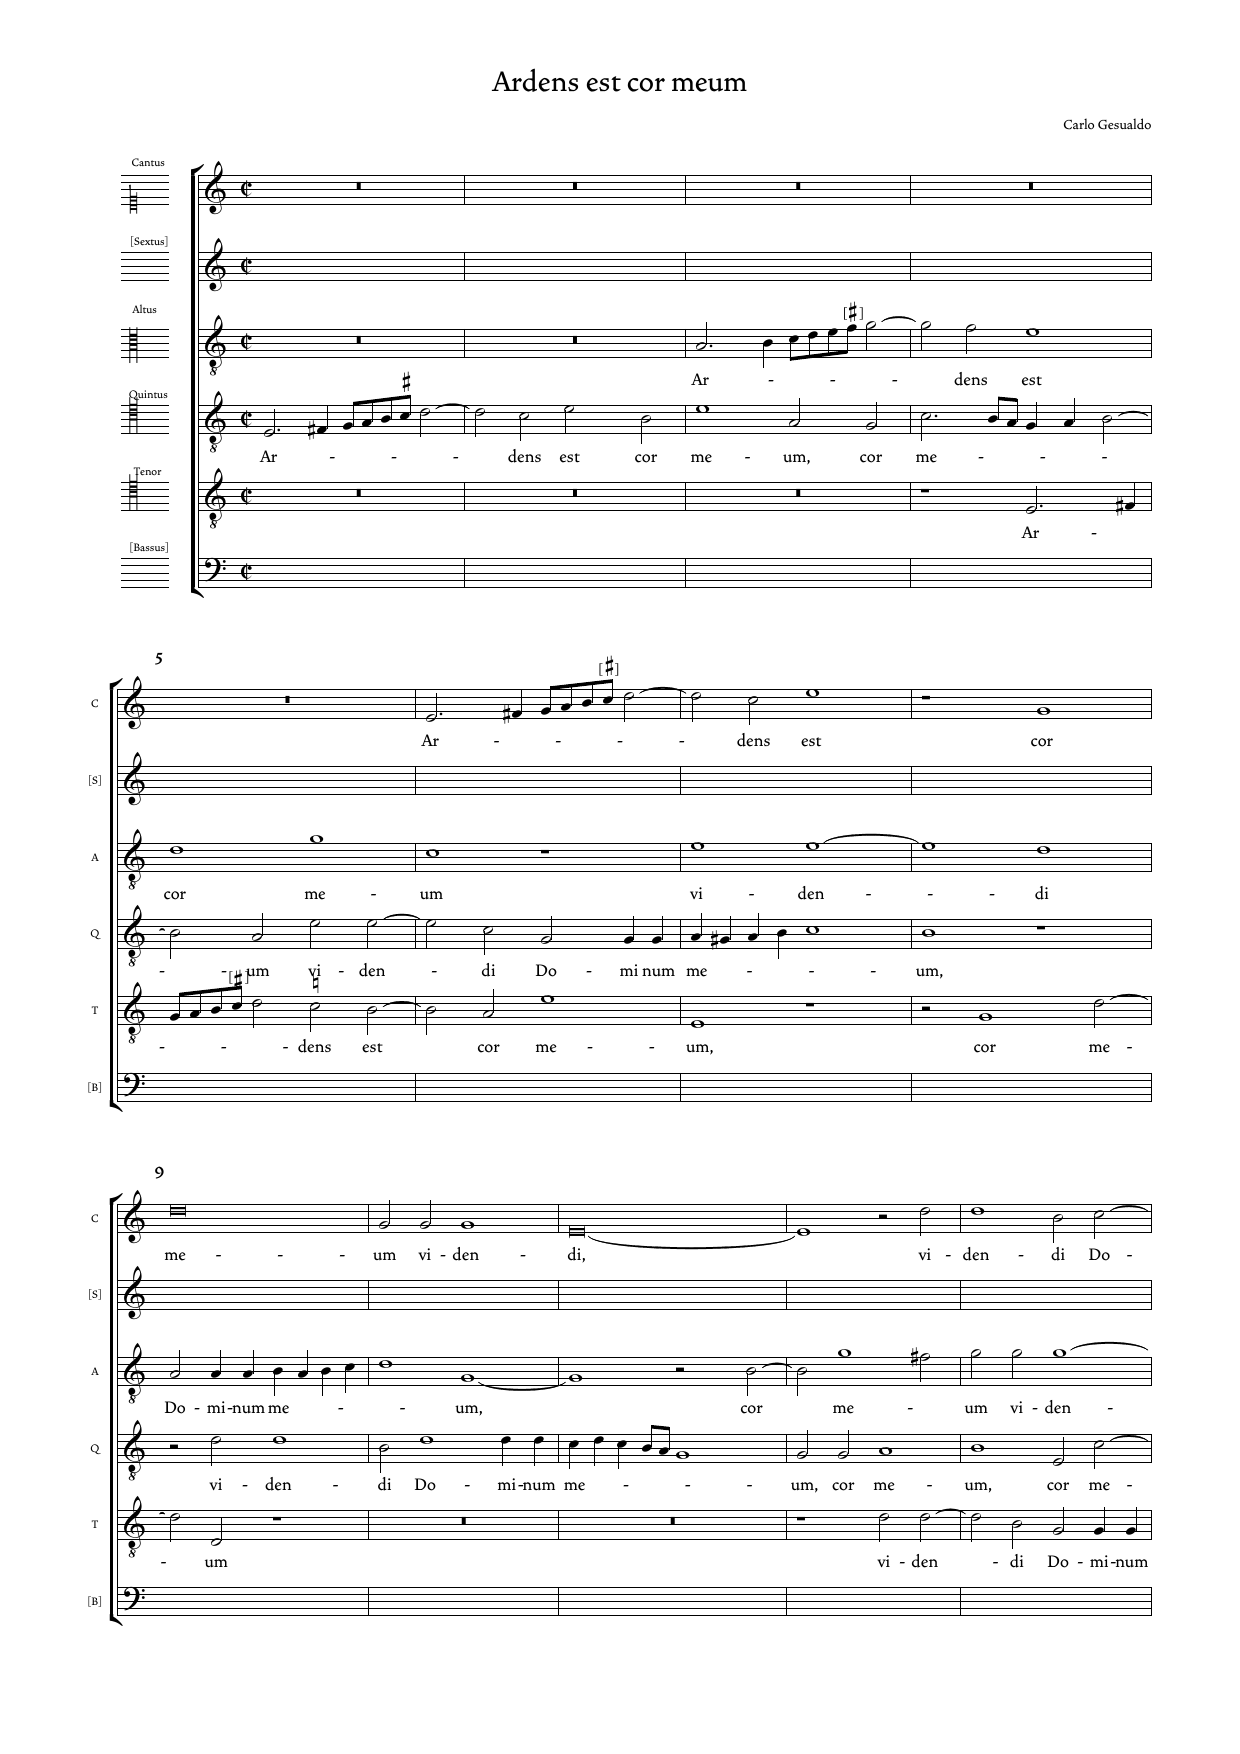 Ardens est cor meum
Carlo Gesualdo
Cantus
[Sextus]
Altus
Ar - - - dens est
Quintus
Ar - - - dens est cor me - um, cor me - - -
Tenor
Ar -
[Bassus]
5
C
Ar - - - - dens est cor
[S]
A
cor me - um vi - den - - di
Q
- - um vi - den - di Do - mi num me - - - um,
T
- - - dens est cor me - - um, cor me -
[B]
9
C
me - - - um vi - den - di, vi - den - di Do -
[S]
A
Do - mi-num me - - um, cor me - um vi - den -
Q
vi - den - di Do - mi-num me - - - um, cor me - um, cor me -
T
- um vi - den - di Do - mi-num
[B]